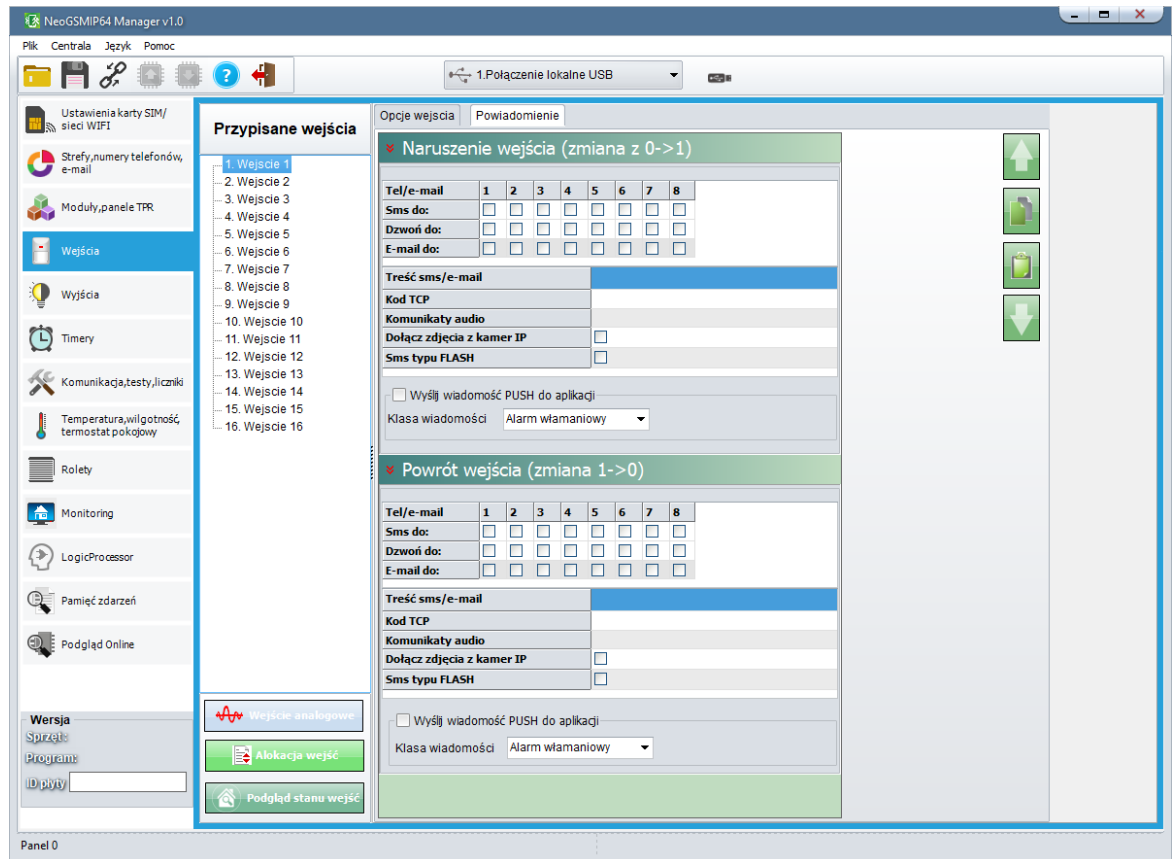 NeoGSMIP64 Manager v1.0
Plik Centrala Język Pomoc
1.Połączenie lokalne USB
Ustawienia karty SIM/
sieci WIFI
Strefy,numery telefonów,
e-mail
Moduły,panele TPR
Wejścia
Wyjścia
Timery
Komunikacja,testy,liczniki
Temperatura,wilgotność,
termostat pokojowy
Rolety
Monitoring
LogicProcessor
Pamięć zdarzeń
Podgląd Online
Wersja
Sprzęt:
Program:
ID płyty
Przypisane wejścia
1. Wejscie 1
2. Wejscie 2
3. Wejscie 3
4. Wejscie 4
5. Wejscie 5
6. Wejscie 6
7. Wejscie 7
8. Wejscie 8
9. Wejscie 9
10. Wejscie 10
11. Wejscie 11
12. Wejscie 12
13. Wejscie 13
14. Wejscie 14
15. Wejscie 15
16. Wejscie 16
Wejście analogowe
Alokacja wejść
Podgląd stanu wejść
Opcje wejscia Powiadomienie
Naruszenie wejścia (zmiana z 0->1)
Tel/e-mail 1 2 3 4 5 6 7 8
Sms do:
Dzwoń do:
E-mail do:
Treść sms/e-mail
Kod TCP
Komunikaty audio
Dołącz zdjęcia z kamer IP
Sms typu FLASH
Wyślij wiadomość PUSH do aplikacji
Klasa wiadomości Alarm włamaniowy
Powrót wejścia (zmiana 1->0)
Tel/e-mail 1 2 3 4 5 6 7 8
Sms do:
Dzwoń do:
E-mail do:
Treść sms/e-mail
Kod TCP
Komunikaty audio
Dołącz zdjęcia z kamer IP
Sms typu FLASH
Wyślij wiadomość PUSH do aplikacji
Klasa wiadomości Alarm włamaniowy
Panel 0